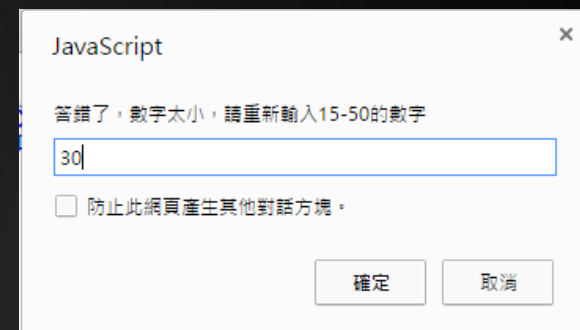 JavaScript
答錯了，數字太小，請重新輸入15-50的數字
30
防止此網頁產生其他對話方塊。
確定
取消